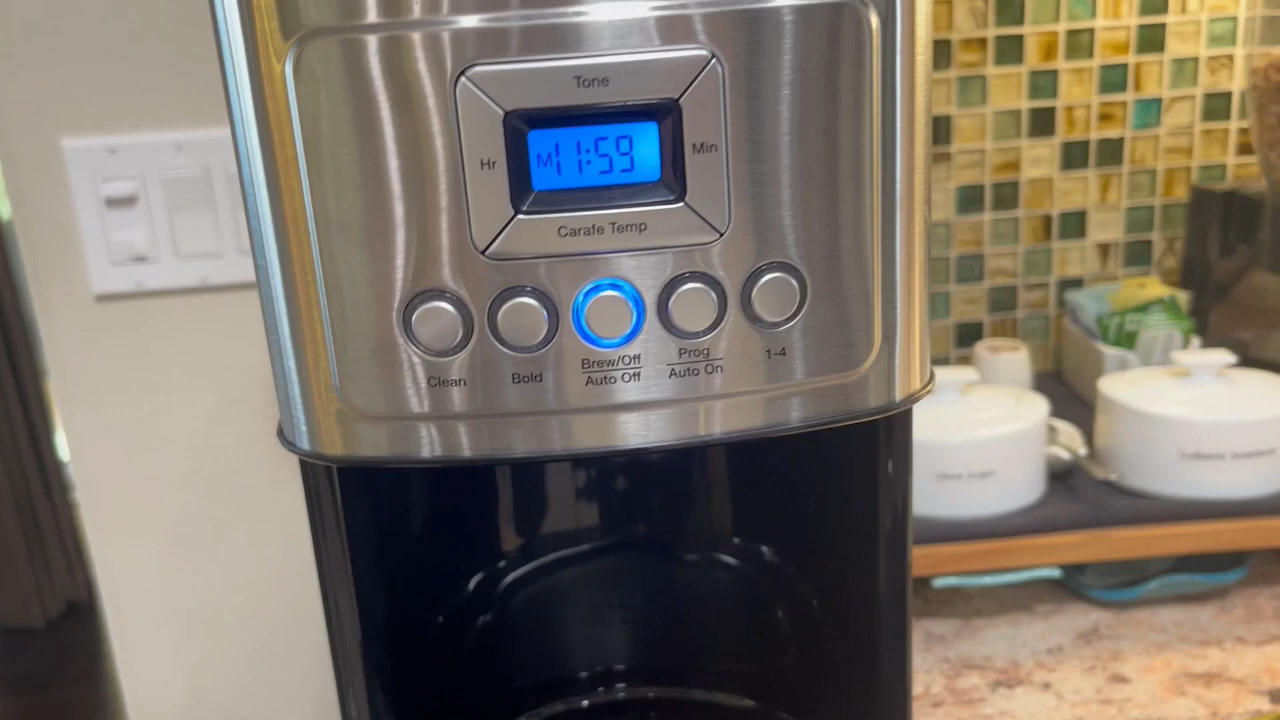 Tone
Hr
M 11:59
Min
Carafe Temp
Clean
Bold
Brew/Off
Auto Off
Prog
Auto On
1-4